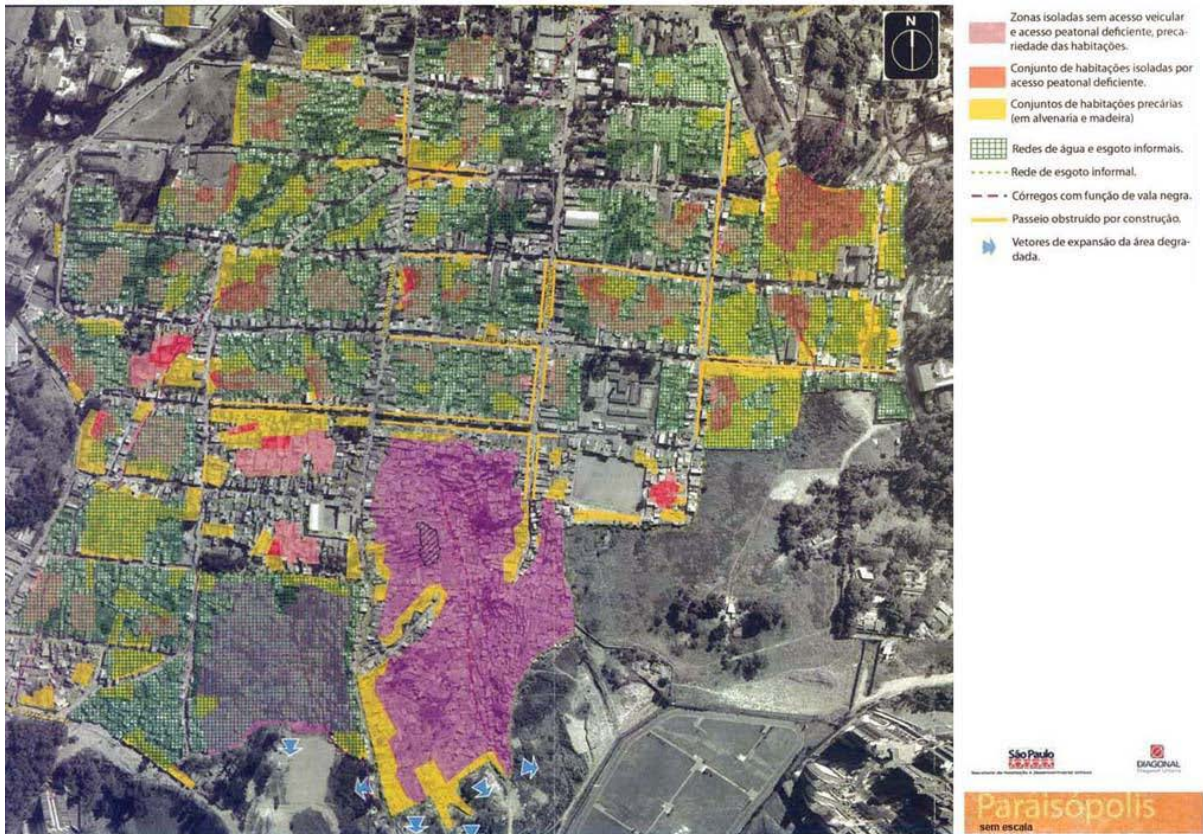 N
Zonas isoladas sem acesso veicular
e acesso peatonal deficiente, preca-
riedade das habitações.
Conjunto de habitações isoladas por
acesso peatonal deficiente.
Conjuntos de habitações precárias
(em alvenaria e madeira)
Redes de água e esgoto informais.
Rede de esgoto informal.
Córregos com função de vala negra.
Passeio obstruído por construção.
Vetores de expansão da área degra-
dada.
São Paulo
DIAGONAL
Paraisópolis
sem escala